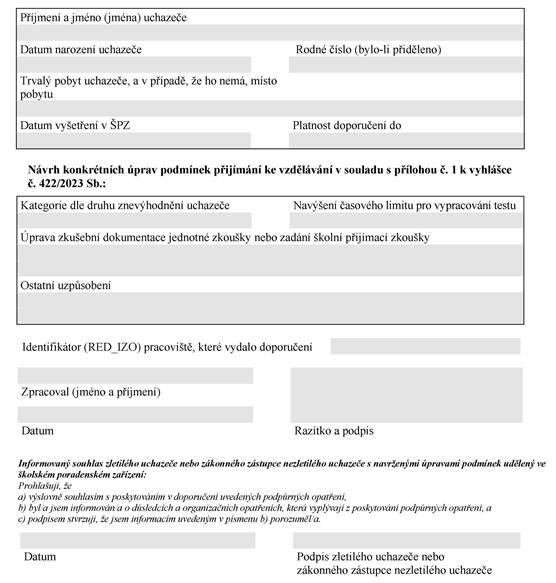 Příjmení a jméno (jména) uchazeče
Datum narození uchazeče
Rodné číslo (bylo-li přiděleno)
Trvalý pobyt uchazeče, a v případě, že ho nemá, místo
pobytu
Datum vyšetření v ŠPZ
Platnost doporučení do
Návrh konkrétních úprav podmínek přijímání ke vzdělávání v souladu s přílohou č. 1 k vyhlášce
č. 422/2023 Sb.:
Kategorie dle druhu znevýhodnění uchazeče
Navýšení časového limitu pro vypracování testu
Úprava zkušební dokumentace jednotné zkoušky nebo zadání školní přijímací zkoušky
Ostatní uzpůsobení
Identifikátor (RED_IZO) pracoviště, které vydalo doporučení
Zpracoval (jméno a příjmení)
Datum
Razítko a podpis
Informovaný souhlas zletilého uchazeče nebo zákonného zástupce nezletilého uchazeče s navrženými úpravami podmínek udělený ve
školském poradenském zařízení:
Prohlašuji, že
a) výslovně souhlasím s poskytováním v doporučení uvedených podpůrných opatření,
b) byl/a jsem informován/a o důsledcích a organizačních opatřeních, která vyplývají z poskytování podpůrných opatření, a
c) podpisem stvrzuji, že jsem informacím uvedeným v písmenu b) porozuměl/a.
Datum
Podpis zletilého uchazeče nebo
zákonného zástupce nezletilého uchazeče